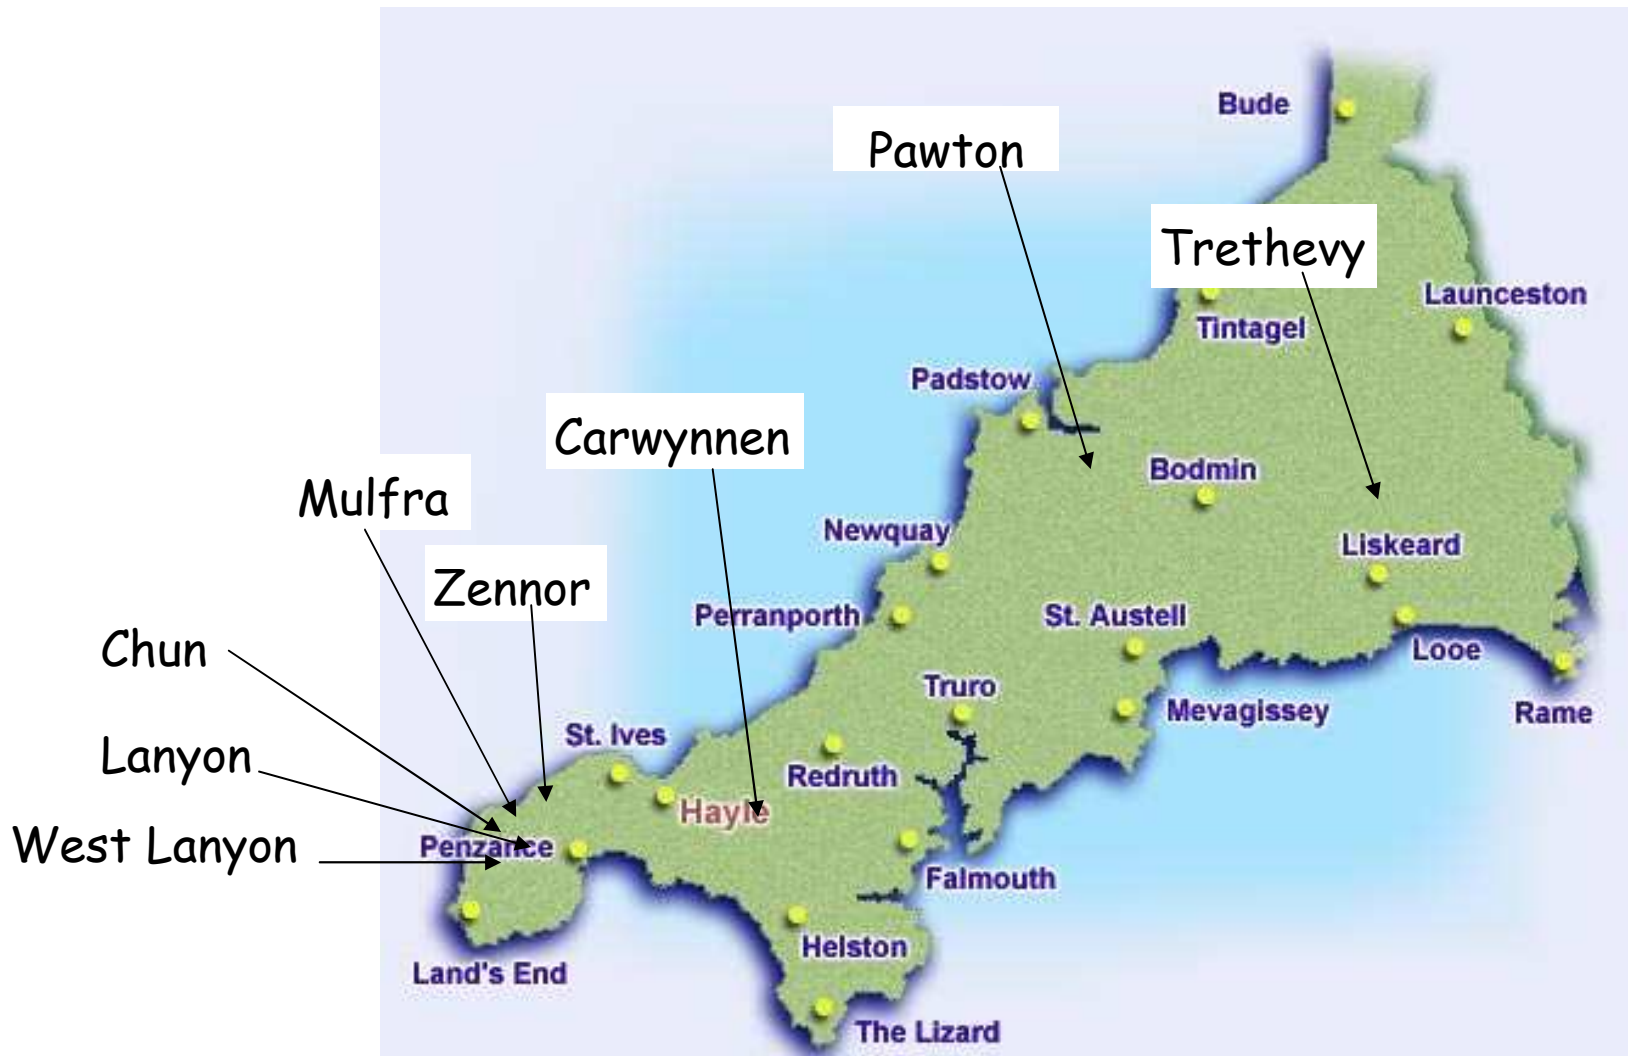 Bude
Pawton
Trethevy
Launceston
Tintagel
Padstow
Carwynnen
Bodmin
Mulfra
Newquay
Liskeard
Zennor
Perranporth
St. Austell
Chun
Looe
Truro
Mevagissey
Rame
St. Ives
Lanyon
Redruth
Hayle
West Lanyon
Penzance
Falmouth
Helston
Land's End
The Lizard